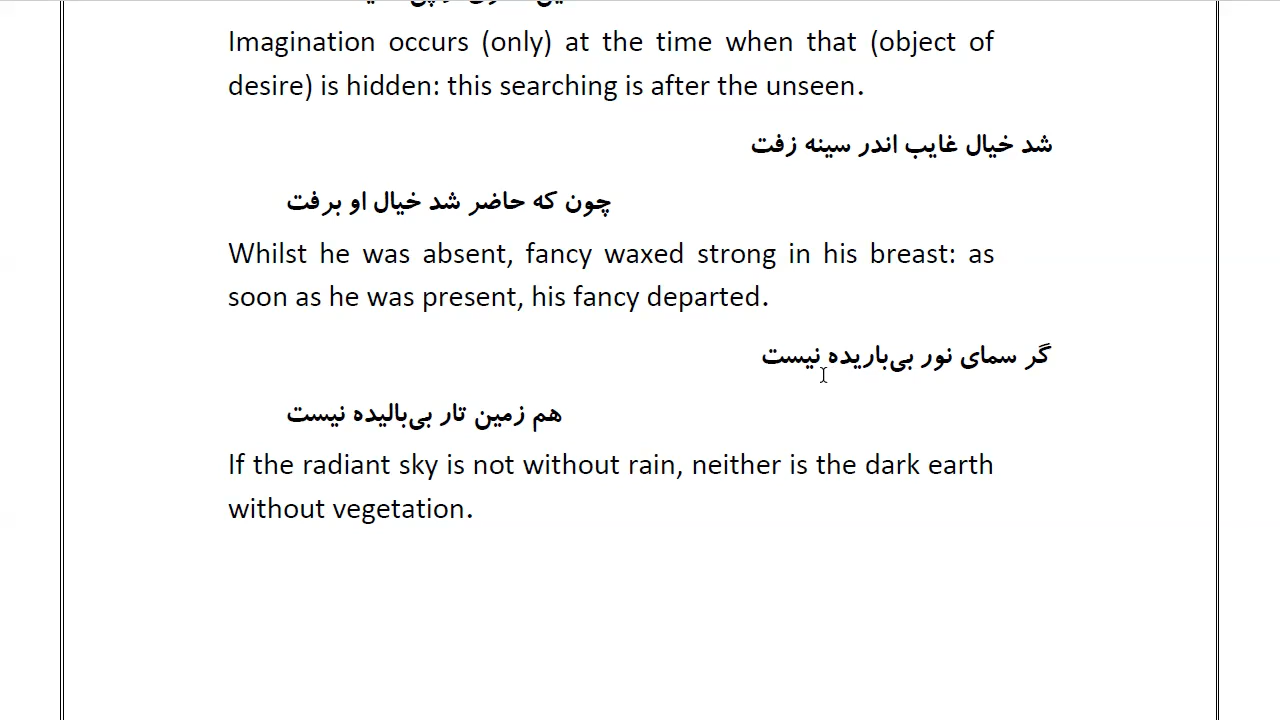 Imagination occurs (only) at the time when that (object of
desire) is hidden: this searching is after the unseen.
شد خیال غایب اندر سینه زفت
چون که حاضر شد خیال او برفت
Whilst he was absent, fancy waxed strong in his breast: as
soon as he was present, his fancy departed.
گر سمای نور بی‌باریده نیست
هم زمین تار بی‌بالیده نیست
If the radiant sky is not without rain, neither is the dark earth
without vegetation.